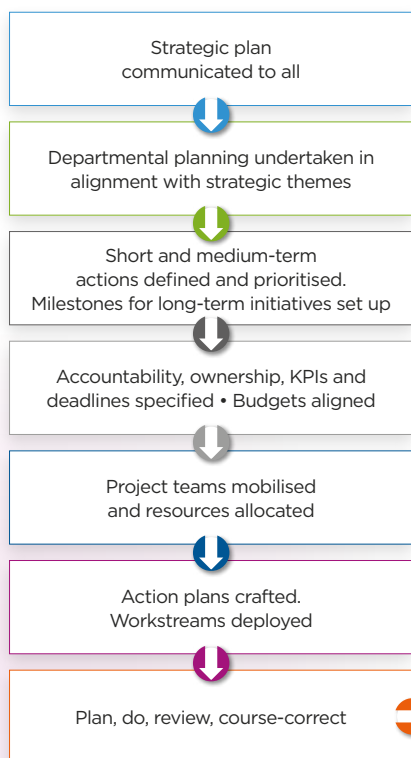 Strategic plan
communicated to all
Departmental planning undertaken in
alignment with strategic themes
Short and medium-term
actions defined and prioritised.
Milestones for long-term initiatives set up
Accountability, ownership, KPIs and
deadlines specified • Budgets aligned
Project teams mobilised
and resources allocated
Action plans crafted.
Workstreams deployed
Plan, do, review, course-correct